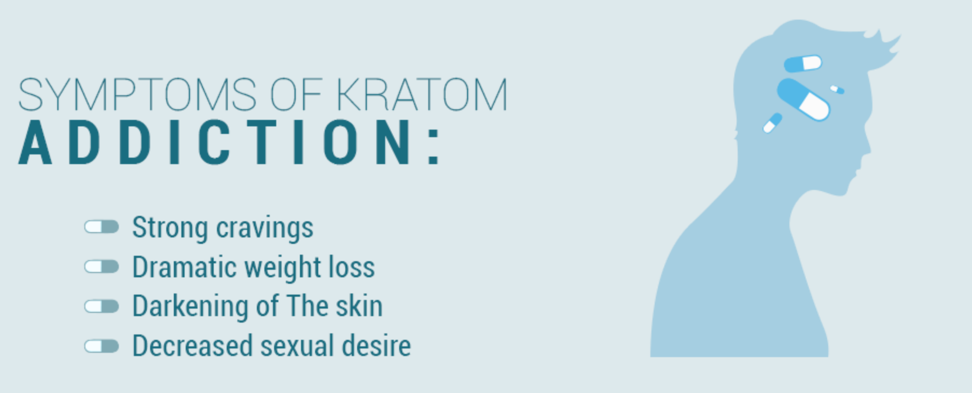 SYMPTOMS OF KRATOM
ADDICTION:
Strong cravings
Dramatic weight loss
Darkening of The skin
Decreased sexual desire